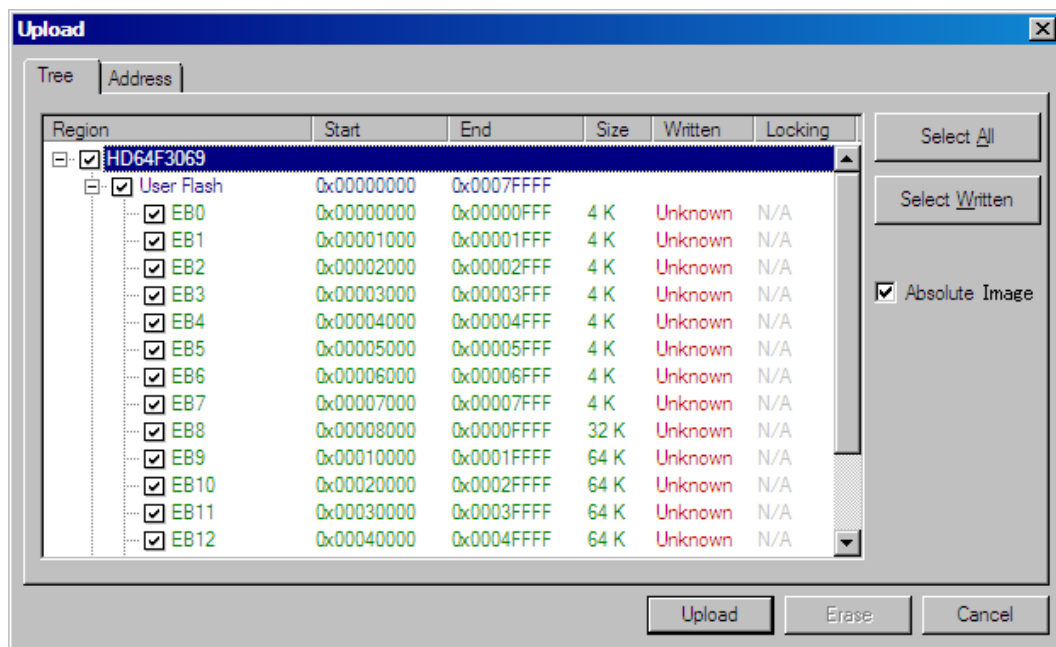 Upload
Tree Address
Region Start End Size Written Locking
HD64F3069
User Flash 0x00000000 0x0007FFFF
EB0 0x00000000 0x00000FFF 4 K Unknown N/A
EB1 0x00001000 0x00001FFF 4 K Unknown N/A
EB2 0x00002000 0x00002FFF 4 K Unknown N/A
EB3 0x00003000 0x00003FFF 4 K Unknown N/A
EB4 0x00004000 0x00004FFF 4 K Unknown N/A
EB5 0x00005000 0x00005FFF 4 K Unknown N/A
EB6 0x00006000 0x00006FFF 4 K Unknown N/A
EB7 0x00007000 0x00007FFF 4 K Unknown N/A
EB8 0x00008000 0x0000FFFF 32 K Unknown N/A
EB9 0x00010000 0x0001FFFF 64 K Unknown N/A
EB10 0x00020000 0x0002FFFF 64 K Unknown N/A
EB11 0x00030000 0x0003FFFF 64 K Unknown N/A
EB12 0x00040000 0x0004FFFF 64 K Unknown N/A
Select All
Select Written
Absolute Image
Upload Erase Cancel